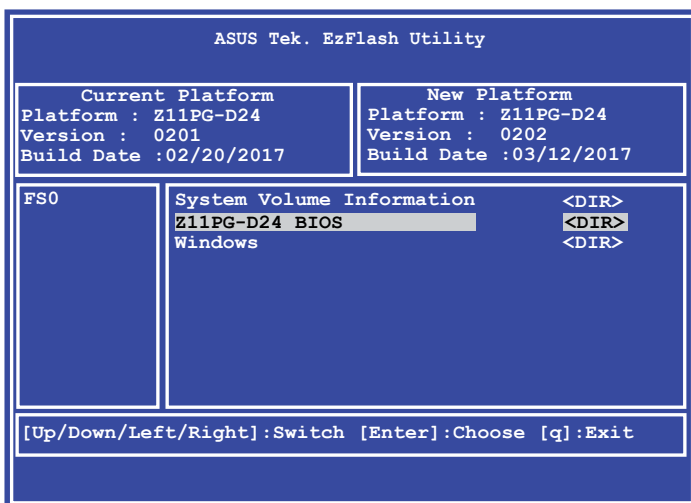 ASUS Tek. EzFlash Utility
Current Platform
Platform : Z11PG-D24
Version : 0201
Build Date :02/20/2017
New Platform
Platform : Z11PG-D24
Version : 0202
Build Date :03/12/2017
FS0
System Volume Information <DIR>
Z11PG-D24 BIOS <DIR>
Windows <DIR>
[Up/Down/Left/Right]:Switch [Enter]:Choose [q]:Exit